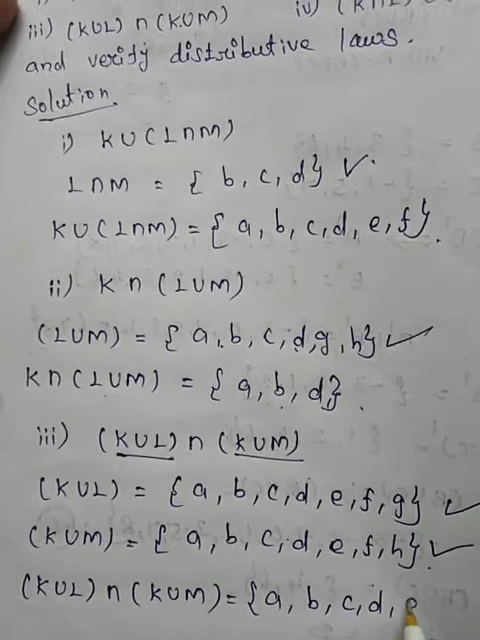 iii) (KUL) ∩ (KUM) iv) (K∩L)
and verify distributive laws.
Solution
i) KU(L∩M)
L∩M = { b, c, d} ✓.
KU(L∩M) = { a, b, c, d, e, f}.
ii) K∩(LUM)
(LUM) = { a, b, c, d, g, h} ✓
K∩(LUM) = { a, b, d}.
iii) (KUL) ∩ (KUM)
(KUL) = {a, b, c, d, e, f, g} ✓
(KUM) = { a, b, c, d, e, f, h} ✓
(KUL) ∩ (KUM) = {a, b, c, d, e